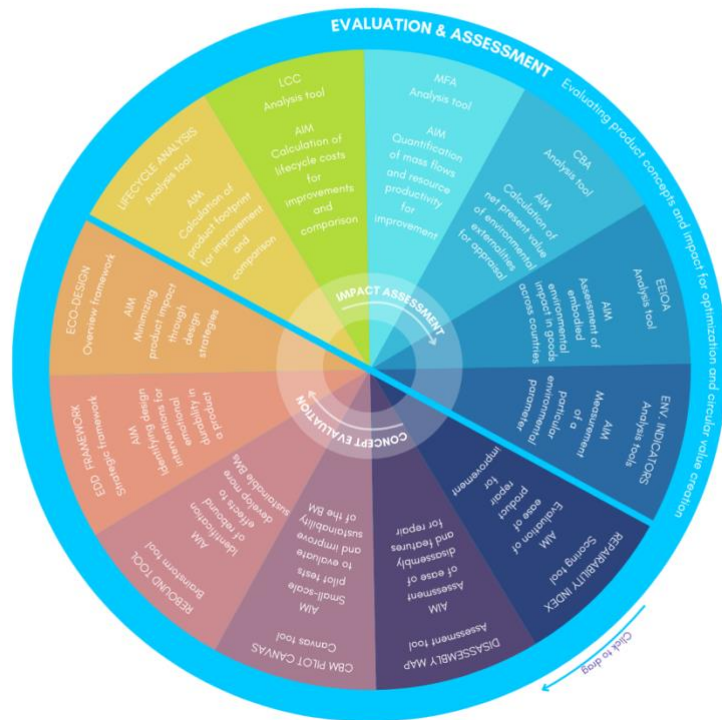 EVALUATION & ASSESSMENT
Evaluating product concepts and impact for optimization and circular value creation
IMPACT ASSESSMENT
LIFECYCLE ANALYSIS
Analysis tool
AIM
Calculation of
product footprint
for improvement
and
comparison
LCC
Analysis tool
AIM
Calculation of
lifecycle costs
for
improvements
and
comparison
MFA
Analysis tool
AIM
Quantification
of mass flows
and resource
productivity
for
improvement
CBA
Analysis tool
AIM
Calculation of
net present value
of environmental
externalities
for appraisal
EEIOA
Analysis tool
AIM
Assessment of
embodied
environmental
impact in goods
across countries
ENV. INDICATORS
Analysis tools
AIM
Measurement
of a
particular
environmental
parameter
CONCEPT EVALUATION
REPAIRABILITY INDEX
Scoring tool
AIM
Evaluation of
ease of
product
repair
for
improvement
DISASSEMBLY MAP
Assessment tool
AIM
Assessment
of ease of
disassembly
and features
for repair
CBM PILOT CANVAS
Canvas tool
AIM
Small-scale
pilot tests
to evaluate
and improve
sustainability
of the BM
REBOUND TOOL
Brainstorm tool
AIM
Identification
of rebound
effects to
develop more
sustainable BMs
EDD FRAMEWORK
Strategic framework
AIM
Identifying design
interventions for
emotional
durability in
a product
ECO-DESIGN
Overview framework
AIM
Minimizing
product impact
through
design
strategies
Click to drag